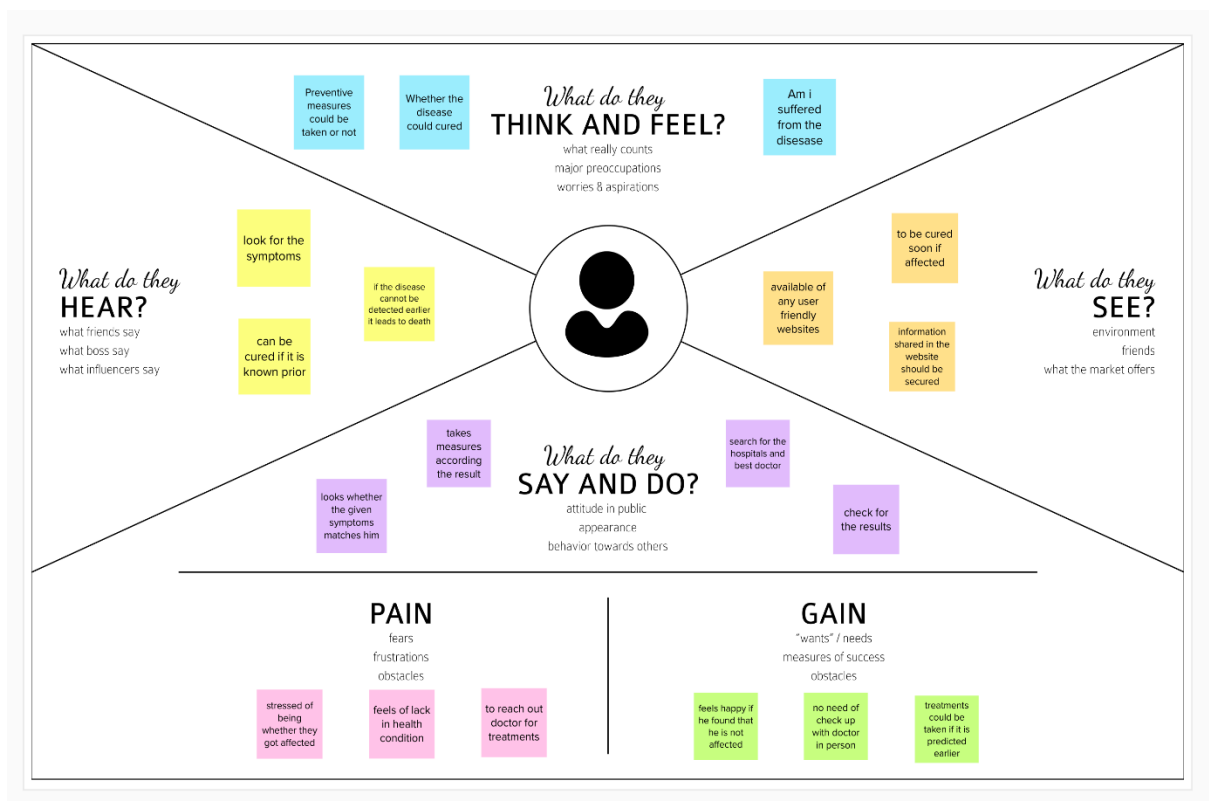 Preventive
measures
could be
taken or not
Whether the
disease
could cured
What do they
THINK AND FEEL?
what really counts
major preoccupations
worries & aspirations
Am i
suffered
from the
disesase
What do they
HEAR?
what friends say
what boss say
what influencers say
look for the
symptoms
if the disease
cannot be
detected earlier
it leads to death
can be
cured if it is
known prior
to be cured
soon if
affected
available of
any user
friendly
websites
information
shared in the
website
should be
secured
What do they
SEE?
environment
friends
what the market offers
takes
measures
according
the result
looks whether
the given
symptoms
matches him
What do they
SAY AND DO?
attitude in public
appearance
behavior towards others
search for the
hospitals and
best doctor
check for
the results
PAIN
fears
frustrations
obstacles
stressed of
being
whether they
got affected
feels of lack
in health
condition
to reach out
doctor for
treatments
GAIN
"wants" / needs
measures of success
obstacles
feels happy if
he found that
he is not
affected
no need of
check up
with doctor
in person
treatments
could be
taken if it is
predicted
earlier